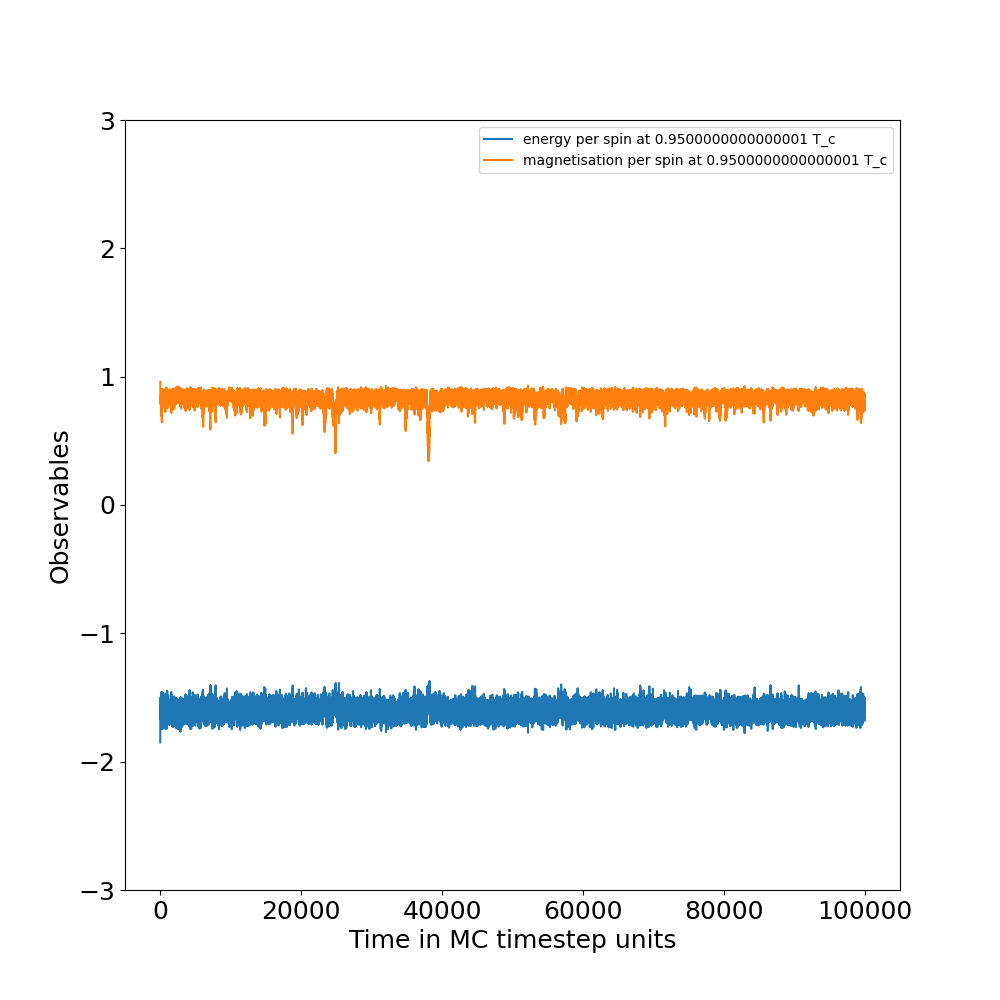 3
2
1
0
−1
−2
−3
Observables
energy per spin at 0.9500000000000001 T_c
magnetisation per spin at 0.9500000000000001 T_c
0 20000 40000 60000 80000 100000
Time in MC timestep units